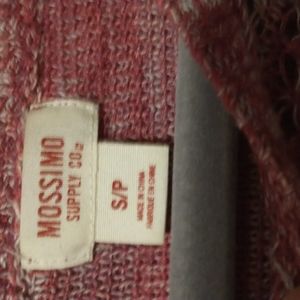 MOSSIMO
SUPPLY CO.
S/P
MADE IN CHINA
FABRIQUÉ EN CHINE